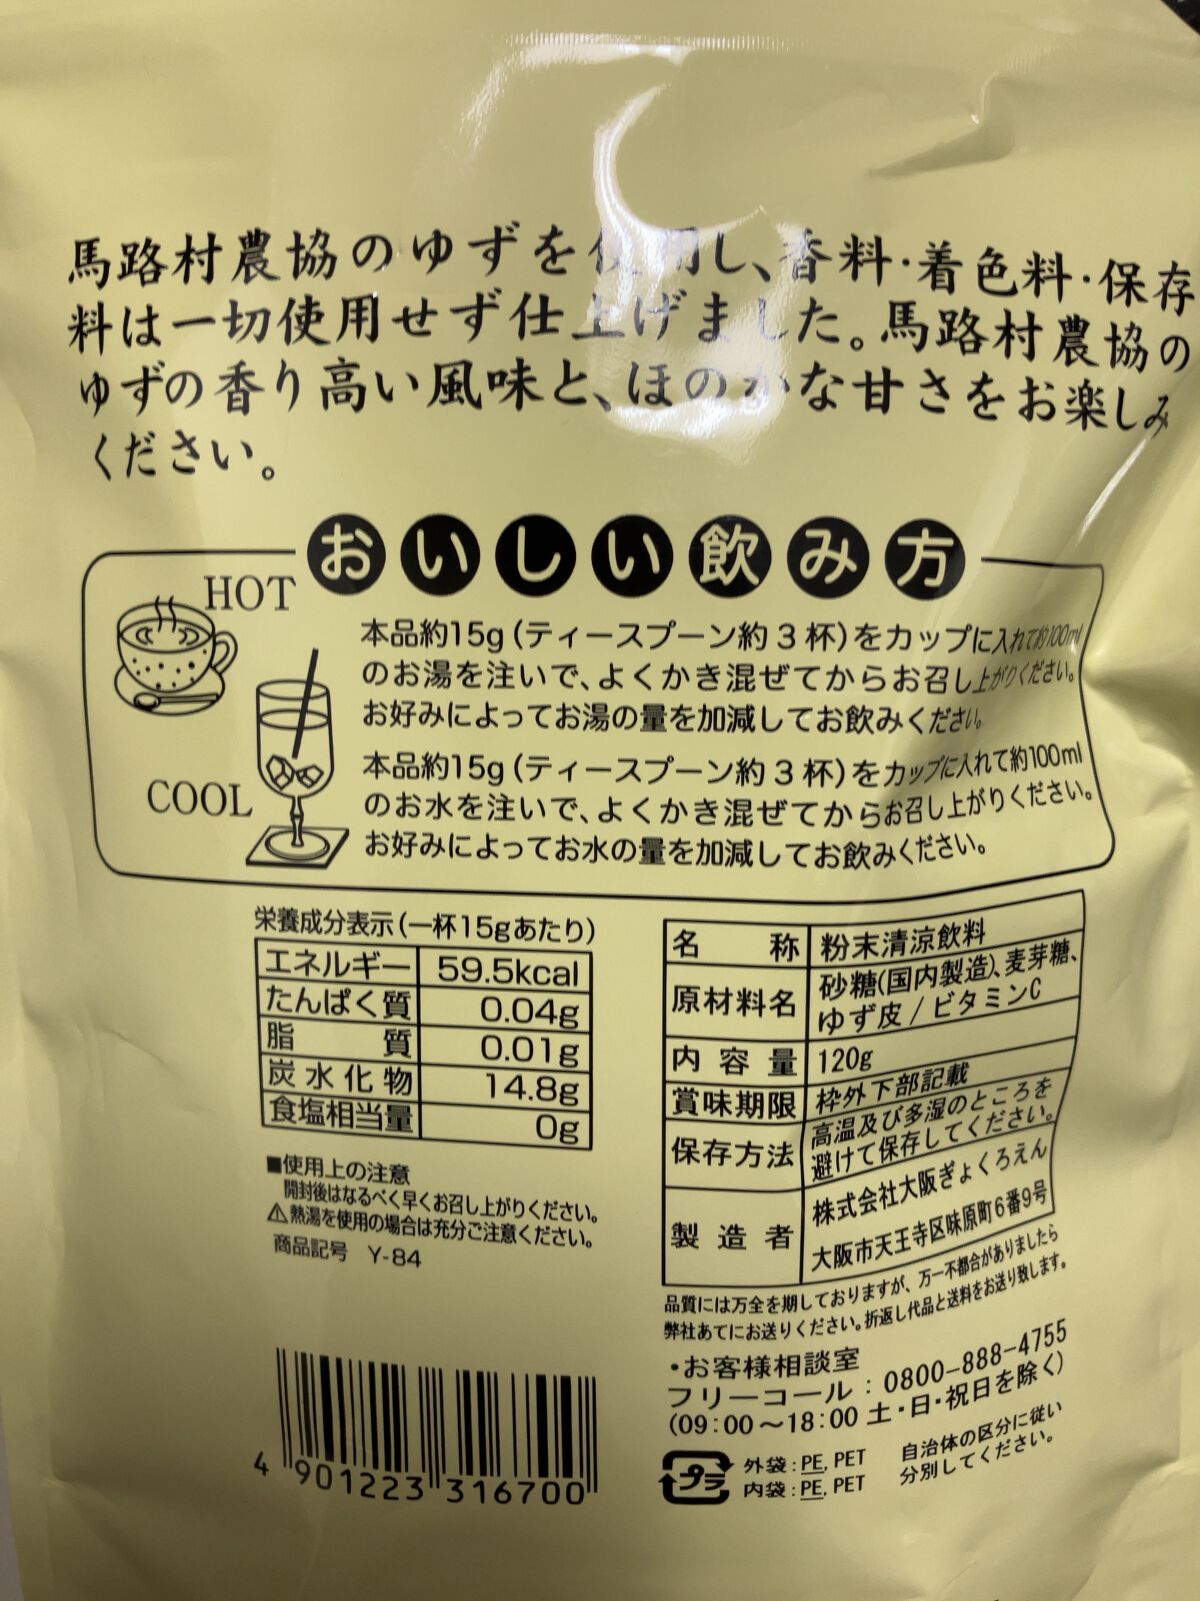 馬路村農協のゆずを使用し、香料・着色料・保存
料は一切使用せず仕上げました。馬路村農協の
ゆずの香り高い風味と、ほのかな甘さをお楽しみ
ください。
おいしい飲み方
HOT
本品約15g(ティースプーン約3杯)をカップに入れて約100ml
のお湯を注いで、よくかき混ぜてからお召し上がりください。
お好みによってお湯の量を加減してお飲みください。
COOL
本品約15g(ティースプーン約3杯)をカップに入れて約100ml
のお水を注いで、よくかき混ぜてからお召し上がりください。
お好みによってお水の量を加減してお飲みください。
栄養成分表示(一杯15gあたり)
エネルギー 59.5kcal
たんぱく質 0.04g
脂質 0.01g
炭水化物 14.8g
食塩相当量 0g
■使用上の注意
開封後はなるべく早くお召し上がりください。
⚠熱湯を使用の場合は充分ご注意ください。
商品記号 Y-84
4 901223 316700
名称 粉末清涼飲料
原材料名 砂糖(国内製造)、麦芽糖、
ゆず皮/ビタミンC
内容量 120g
賞味期限 枠外下部記載
保存方法 高温及び多湿のところを
避けて保存してください。
製造者 株式会社大阪ぎょくろえん
大阪市天王寺区味原町6番9号
品質には万全を期しておりますが、万一不都合がありましたら
弊社あてにお送りください。折返し代品と送料をお送り致します。
・お客様相談室
フリーコール:0800-888-4755
(09:00~18:00 土・日・祝日を除く)
プラ
外袋:PE, PET
内袋:PE, PET
自治体の区分に従い
分別してください。